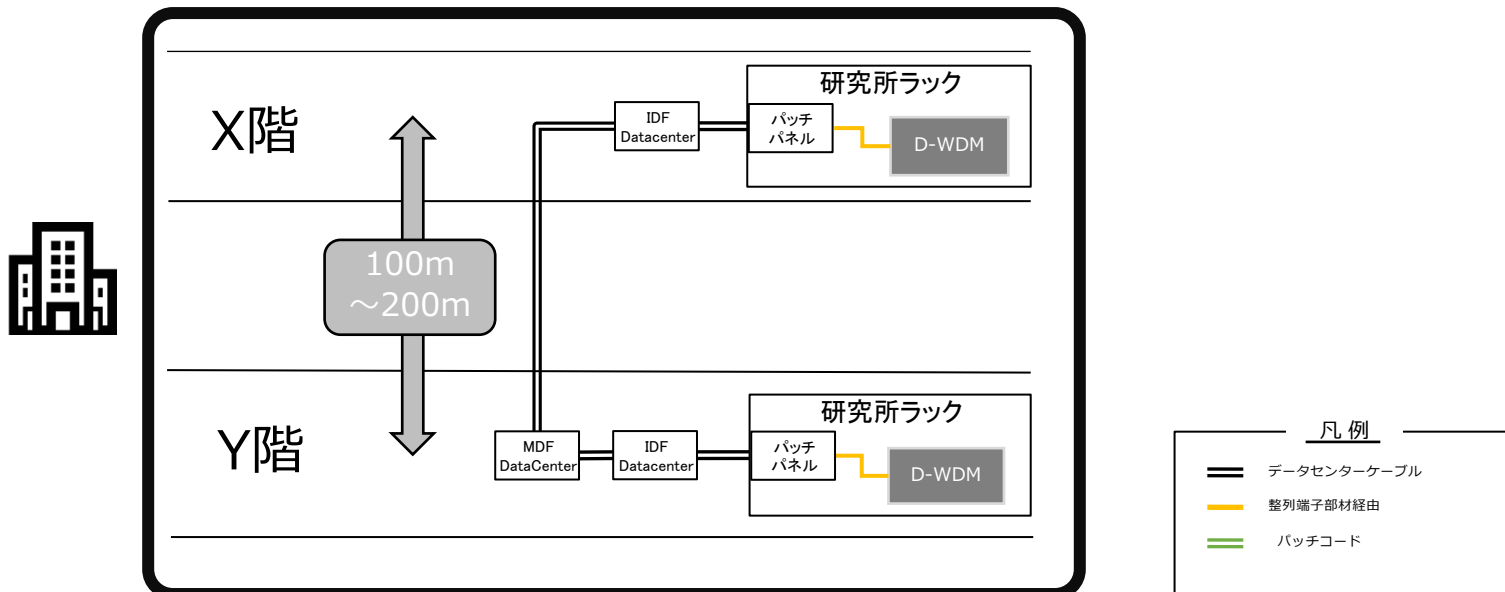 研究所ラック
X階
IDF
Datacenter
パッチ
パネル
D-WDM
100m
～200m
研究所ラック
Y階
MDF
DataCenter
IDF
Datacenter
パッチ
パネル
D-WDM
凡例
データセンターケーブル
整列端子部材経由
パッチコード